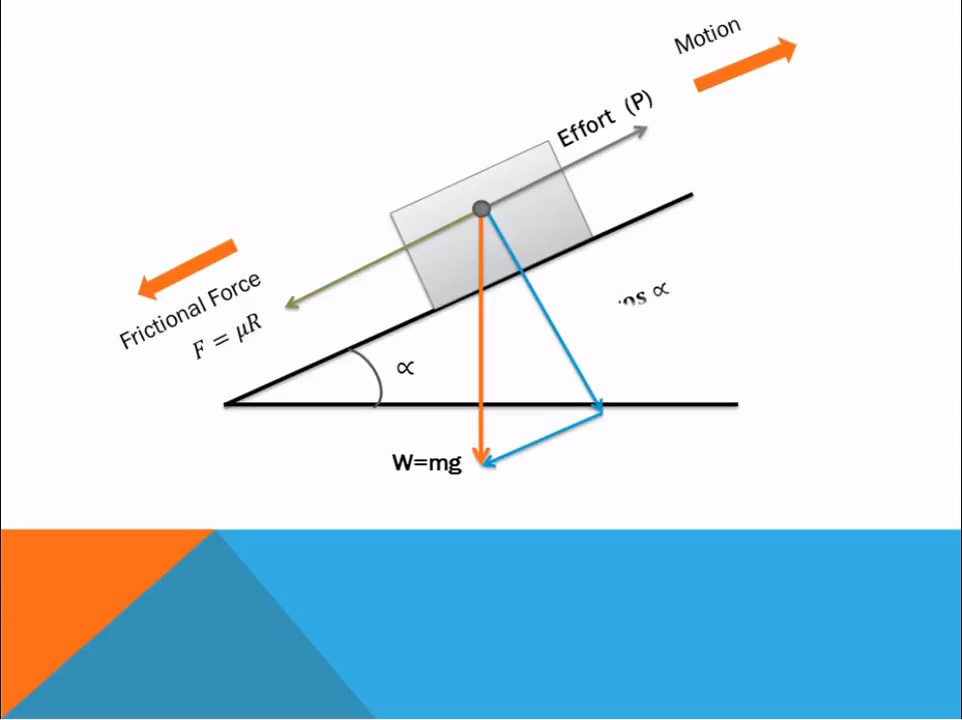 Motion
Effort (P)
Frictional Force
F = μR
∝
∝
W=mg